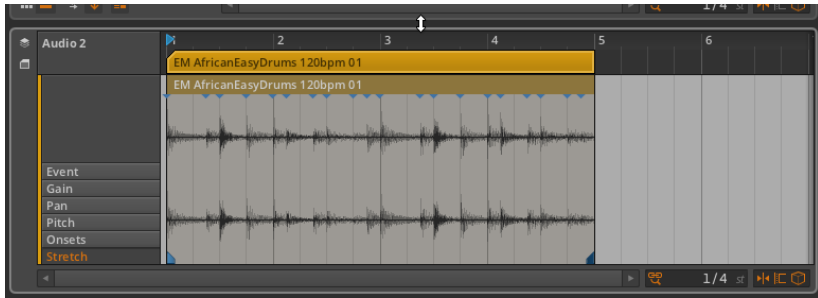 1/4 st
Audio 2
2 3 4 5 6
EM AfricanEasyDrums 120bpm 01
EM AfricanEasyDrums 120bpm 01
Event
Gain
Pan
Pitch
Onsets
Stretch
1/4 st